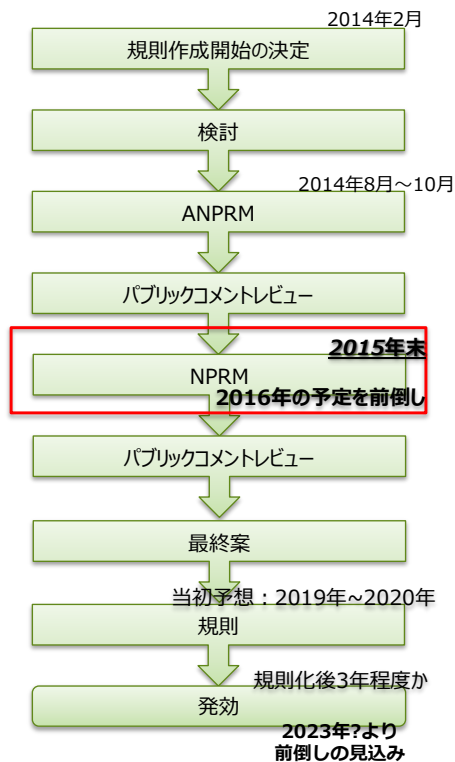 2014年2月
規則作成開始の決定
検討
2014年8月～10月
ANPRM
パブリックコメントレビュー
2015年末
NPRM
2016年の予定を前倒し
パブリックコメントレビュー
最終案
当初予想：2019年~2020年
規則
規則化後3年程度か
発効
2023年?より
前倒しの見込み